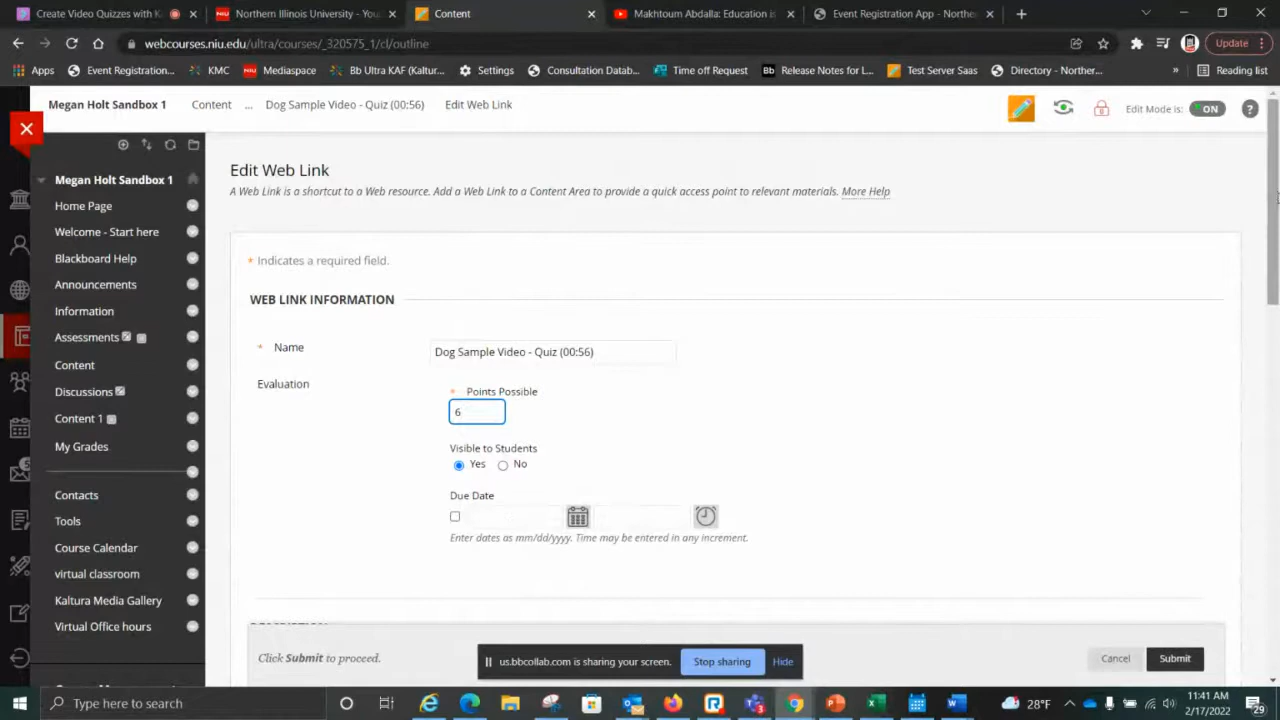 Create Video Quizzes with K
Northern Illinois University - You
Content
Makhtoum Abdalla: Education is
Event Registration App - Northe
webcourses.niu.edu/ultra/courses/_320575_1/cl/outline
Update
Apps
Event Registration...
KMC
NIU Mediaspace
Bb Ultra KAF (Kaltur...
Settings
Consultation Datab...
Time off Request
Bb Release Notes for L...
Test Server Saas
Directory - Norther...
»
Reading list
Megan Holt Sandbox 1
Content
...
Dog Sample Video - Quiz (00:56)
Edit Web Link
Edit Mode is: ON
?
Megan Holt Sandbox 1
Home Page
Welcome - Start here
Blackboard Help
Announcements
Information
Assessments
Content
Discussions
Content 1
My Grades
Contacts
Tools
Course Calendar
virtual classroom
Kaltura Media Gallery
Virtual Office hours
Edit Web Link
A Web Link is a shortcut to a Web resource. Add a Web Link to a Content Area to provide a quick access point to relevant materials. More Help
* Indicates a required field.
WEB LINK INFORMATION
* Name
Dog Sample Video - Quiz (00:56)
Evaluation
* Points Possible
6
Visible to Students
Yes No
Due Date
Enter dates as mm/dd/yyyy. Time may be entered in any increment.
Click Submit to proceed.
us.bbcollab.com is sharing your screen.
Stop sharing
Hide
Cancel
Submit
Type here to search
28°F
11:41 AM
2/17/2022
29